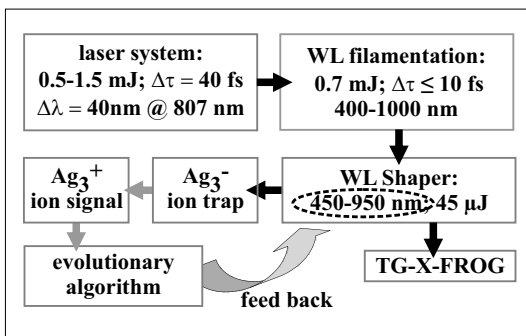 laser system:
0.5-1.5 mJ; Δτ = 40 fs
Δλ = 40nm @ 807 nm
WL filamentation:
0.7 mJ; Δτ ≤ 10 fs
400-1000 nm
WL Shaper:
450-950 nm; 45 μJ
Ag₃⁻
ion trap
Ag₃⁺
ion signal
evolutionary
algorithm
feed back
TG-X-FROG